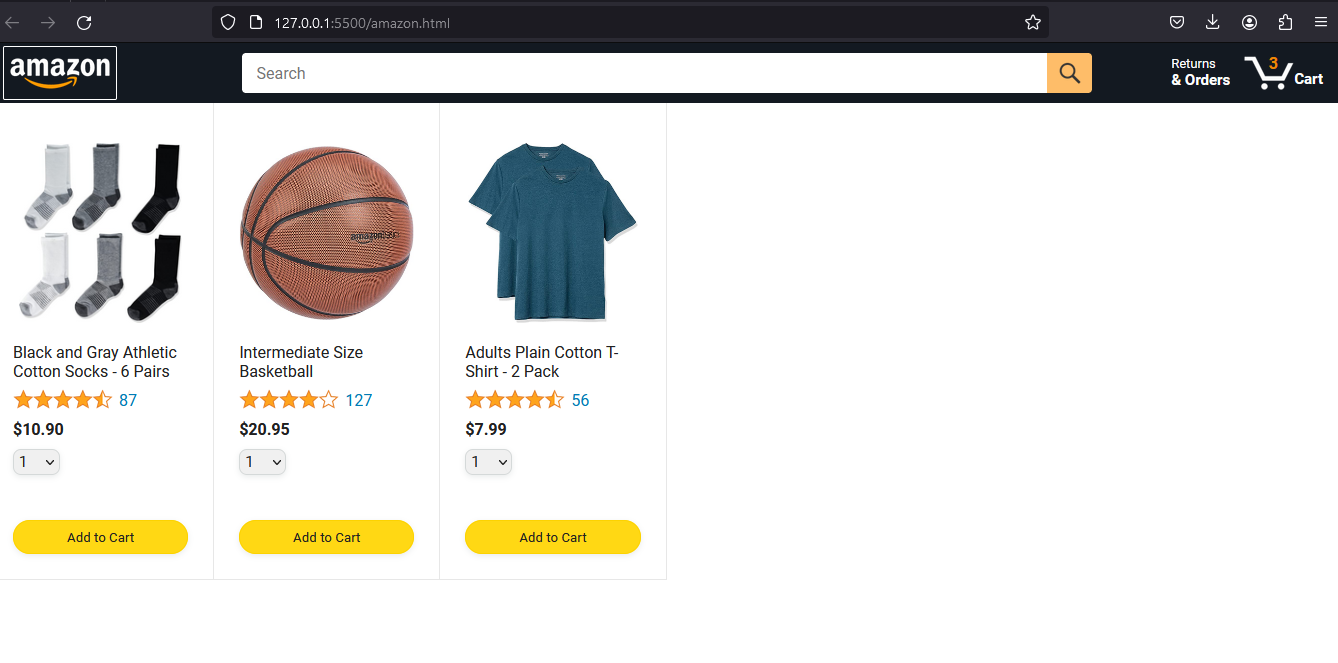 127.0.0.1:5500/amazon.html
amazon
Search
Returns
& Orders
3
Cart
amazon
Black and Gray Athletic
Cotton Socks - 6 Pairs
87
$10.90
1
Add to Cart
Intermediate Size
Basketball
127
$20.95
1
Add to Cart
Adults Plain Cotton T-
Shirt - 2 Pack
56
$7.99
1
Add to Cart